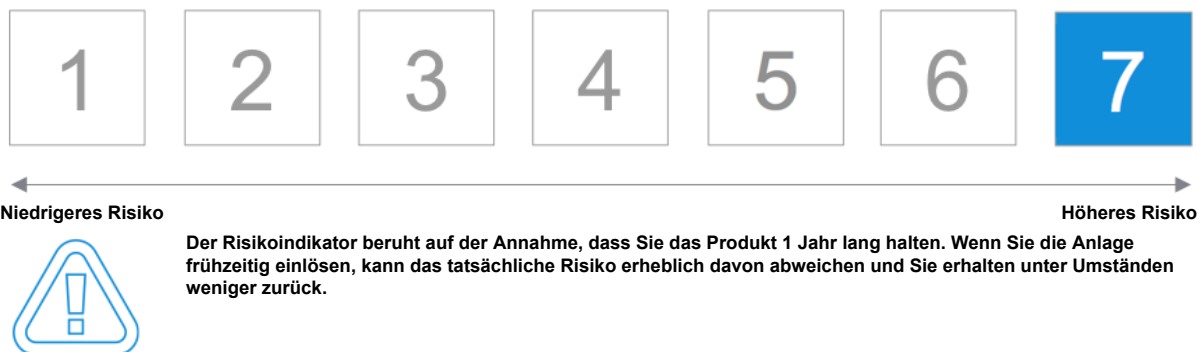 1 2 3 4 5 6 7
Niedrigeres Risiko Höheres Risiko
Der Risikoindikator beruht auf der Annahme, dass Sie das Produkt 1 Jahr lang halten. Wenn Sie die Anlage
frühzeitig einlösen, kann das tatsächliche Risiko erheblich davon abweichen und Sie erhalten unter Umständen
weniger zurück.